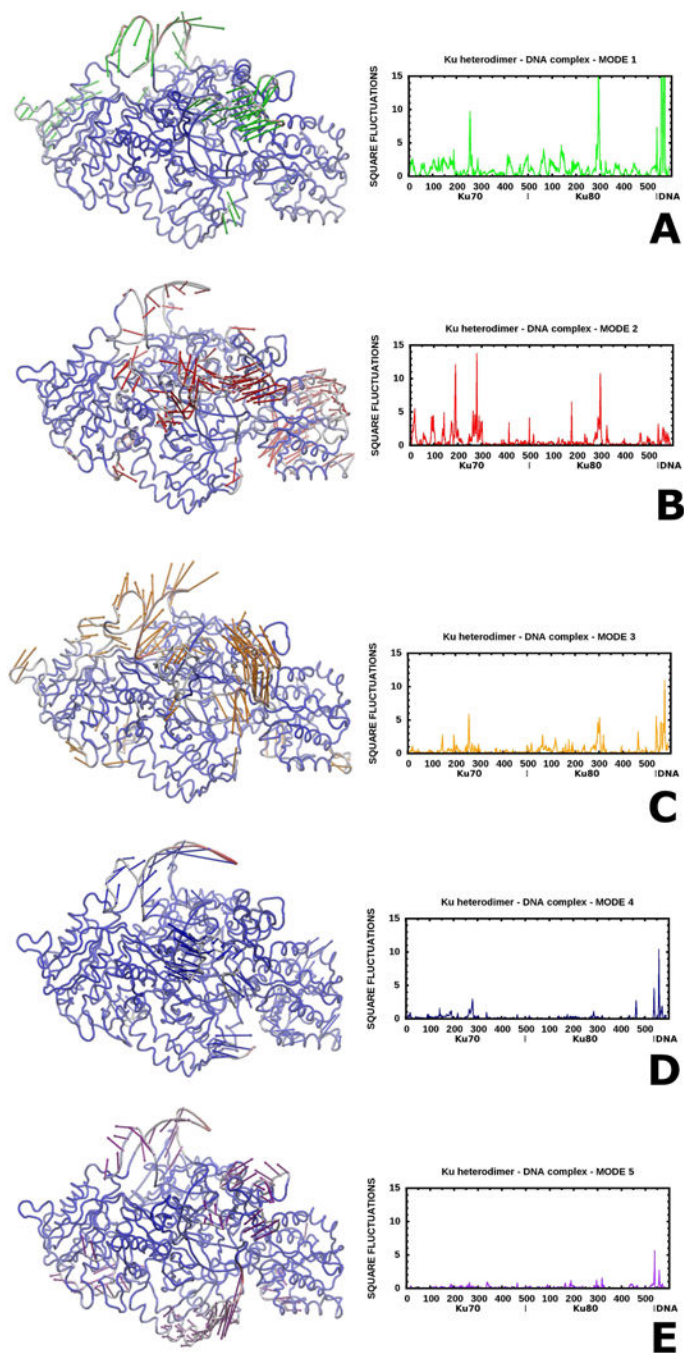 Ku heterodimer - DNA complex - MODE 1
SQUARE FLUCTUATIONS
15
10
5
0
0 100 200 300 400 500 100 200 300 400 500
Ku70 | Ku80 |DNA
A
Ku heterodimer - DNA complex - MODE 2
SQUARE FLUCTUATIONS
15
10
5
0
0 100 200 300 400 500 100 200 300 400 500
Ku70 | Ku80 |DNA
B
Ku heterodimer - DNA complex - MODE 3
SQUARE FLUCTUATIONS
15
10
5
0
0 100 200 300 400 500 100 200 300 400 500
Ku70 | Ku80 |DNA
C
Ku heterodimer - DNA complex - MODE 4
SQUARE FLUCTUATIONS
15
10
5
0
0 100 200 300 400 500 100 200 300 400 500
Ku70 | Ku80 |DNA
D
Ku heterodimer - DNA complex - MODE 5
SQUARE FLUCTUATIONS
15
10
5
0
0 100 200 300 400 500 100 200 300 400 500
Ku70 | Ku80 |DNA
E